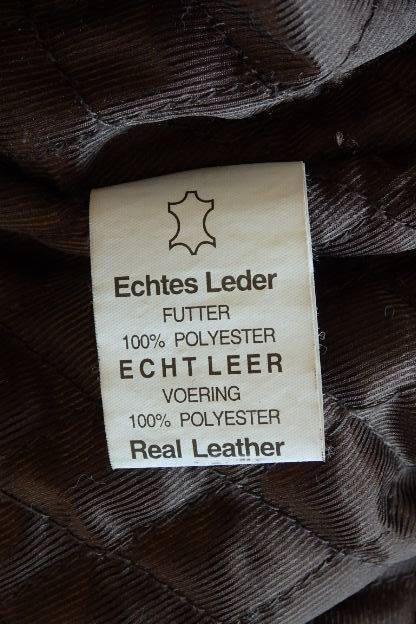 Echtes Leder
FUTTER
100% POLYESTER
ECHT LEER
VOERING
100% POLYESTER
Real Leather